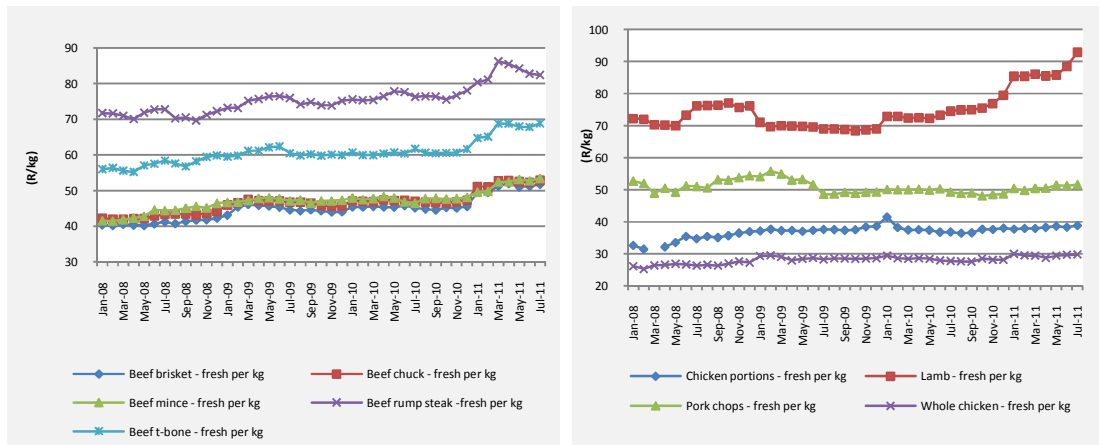 90
80
70
60
50
40
30
(R/kg)
Jan-08
Mar-08
May-08
Jul-08
Sep-08
Nov-08
Jan-09
Mar-09
May-09
Jul-09
Sep-09
Nov-09
Jan-10
Mar-10
May-10
Jul-10
Sep-10
Nov-10
Jan-11
Mar-11
May-11
Jul-11
Beef brisket - fresh per kg
Beef chuck - fresh per kg
Beef mince - fresh per kg
Beef rump steak -fresh per kg
Beef t-bone - fresh per kg
100
90
80
70
60
50
40
30
20
(R/kg)
Jan-08
Mar-08
May-08
Jul-08
Sep-08
Nov-08
Jan-09
Mar-09
May-09
Jul-09
Sep-09
Nov-09
Jan-10
Mar-10
May-10
Jul-10
Sep-10
Nov-10
Jan-11
Mar-11
May-11
Jul-11
Chicken portions - fresh per kg
Lamb - fresh per kg
Pork chops - fresh per kg
Whole chicken - fresh per kg